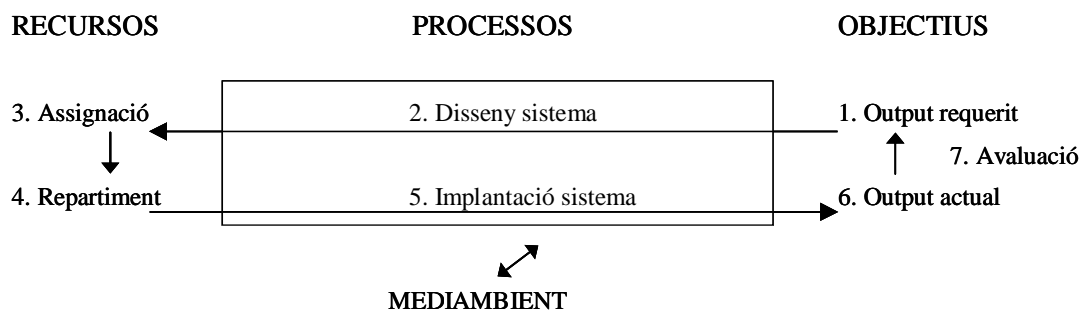 RECURSOS PROCESSOS OBJECTIUS
3. Assignació 2. Disseny sistema 1. Output requerit
7. Avaluació
4. Repartiment 5. Implantació sistema 6. Output actual
MEDIAMBIENT